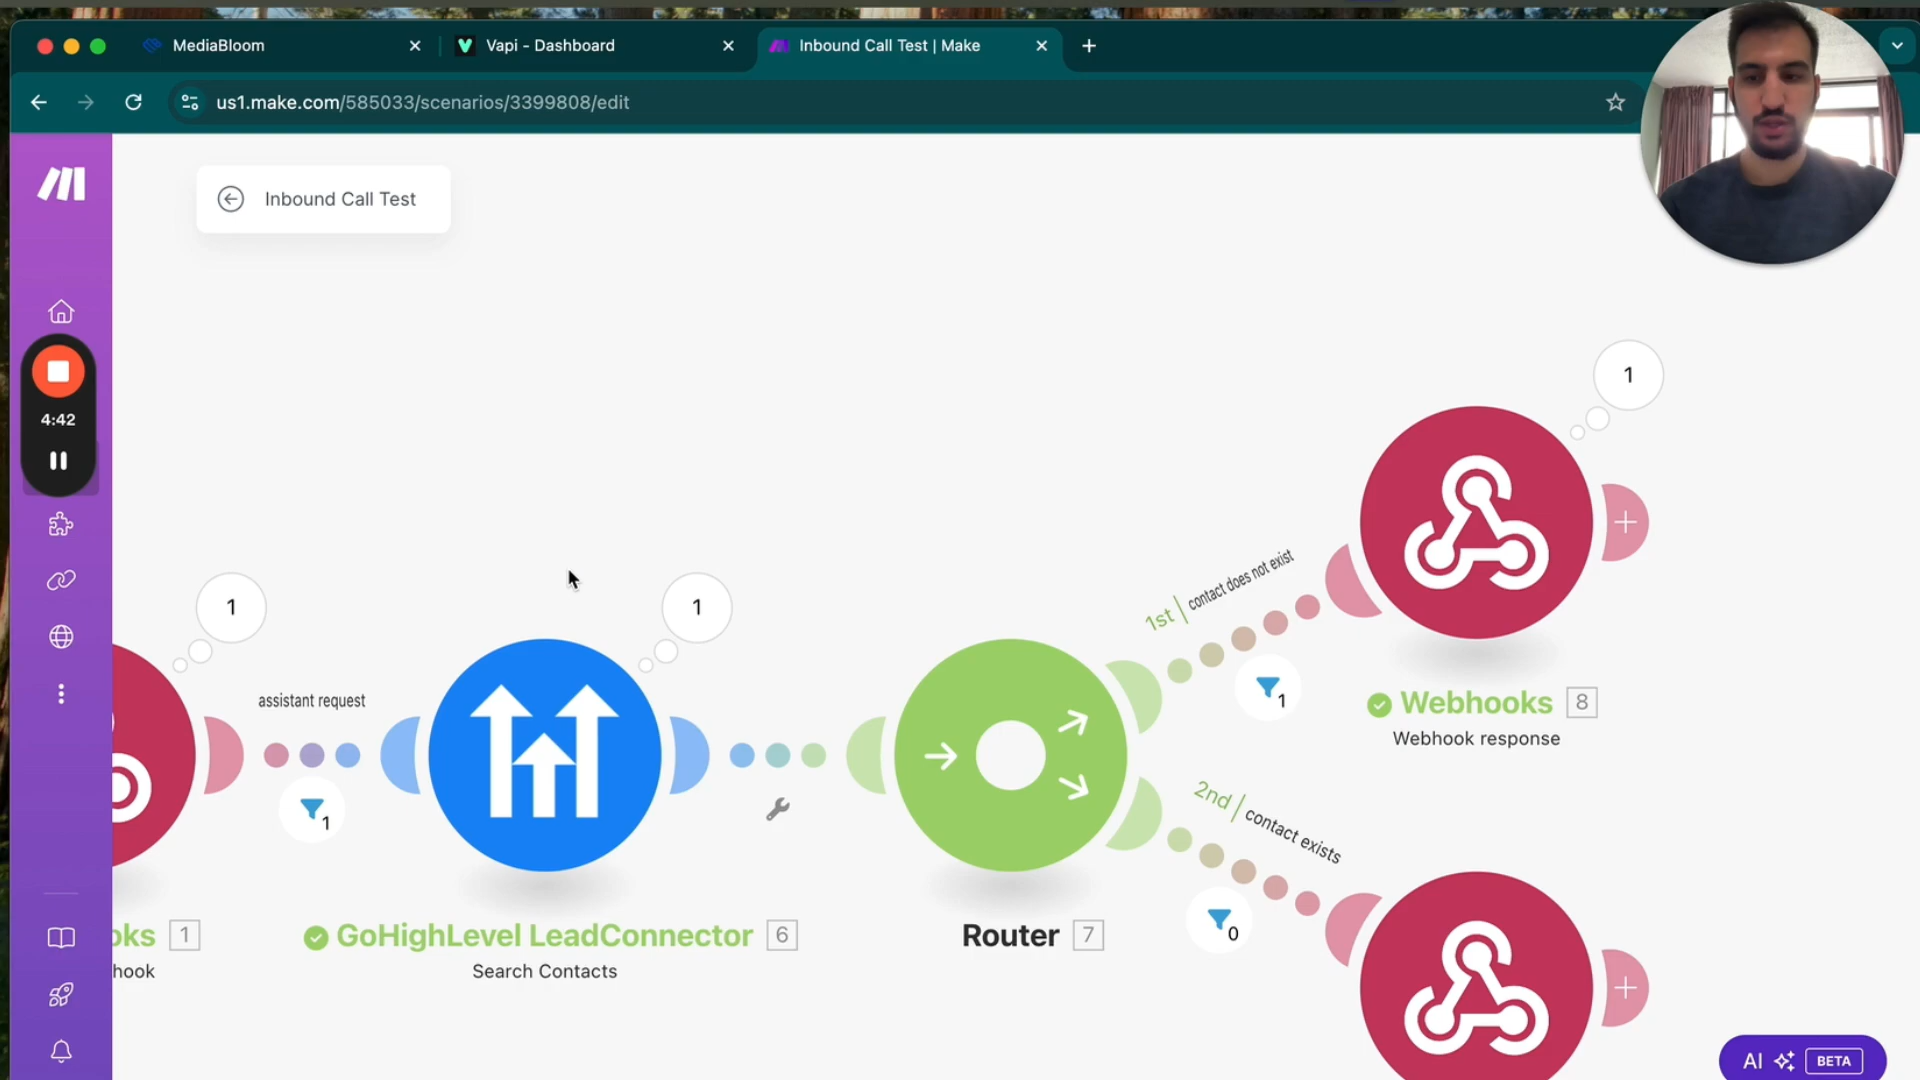 MediaBloom
Vapi - Dashboard
Inbound Call Test | Make
us1.make.com/585033/scenarios/3399808/edit
Inbound Call Test
4:42
1
1
1
assistant request
1
1st | contact does not exist
1
2nd | contact exists
0
Webhooks 8
Webhook response
oks 1
hook
GoHighLevel LeadConnector 6
Search Contacts
Router 7
AI BETA